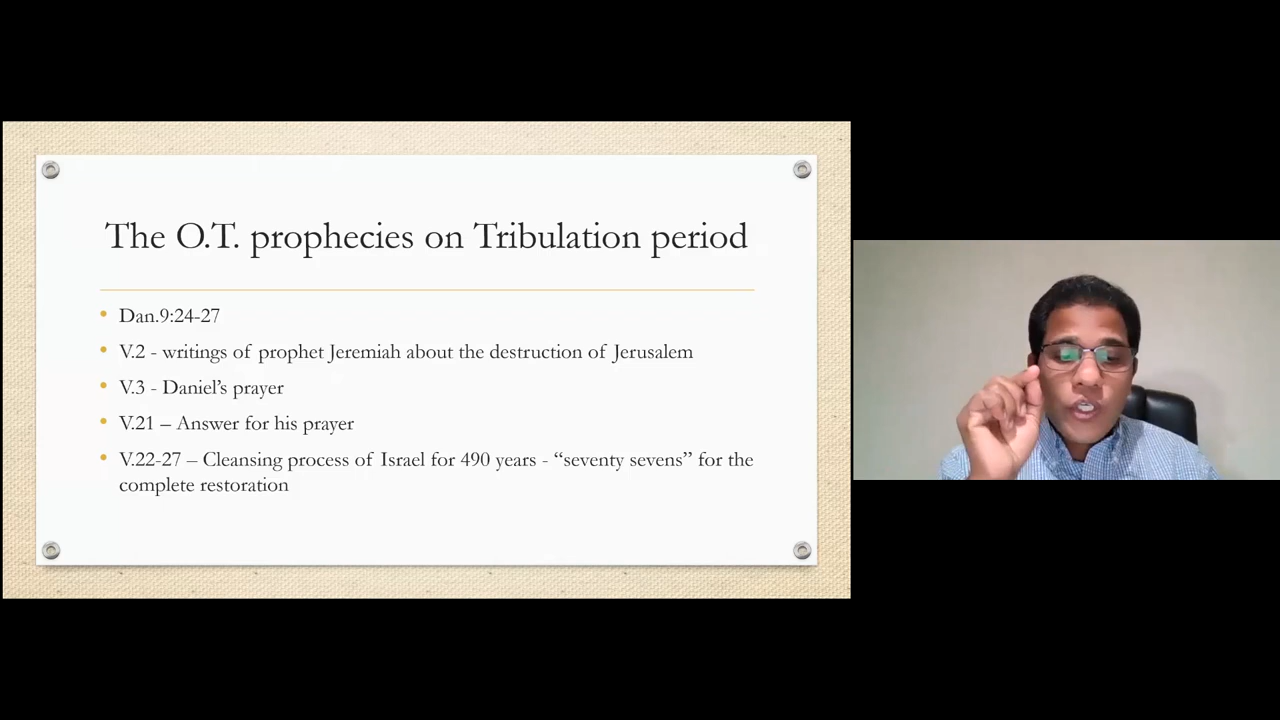 The O.T. prophecies on Tribulation period
Dan.9:24-27
V.2 - writings of prophet Jeremiah about the destruction of Jerusalem
V.3 - Daniel’s prayer
V.21 – Answer for his prayer
V.22-27 – Cleansing process of Israel for 490 years - “seventy sevens” for the
complete restoration